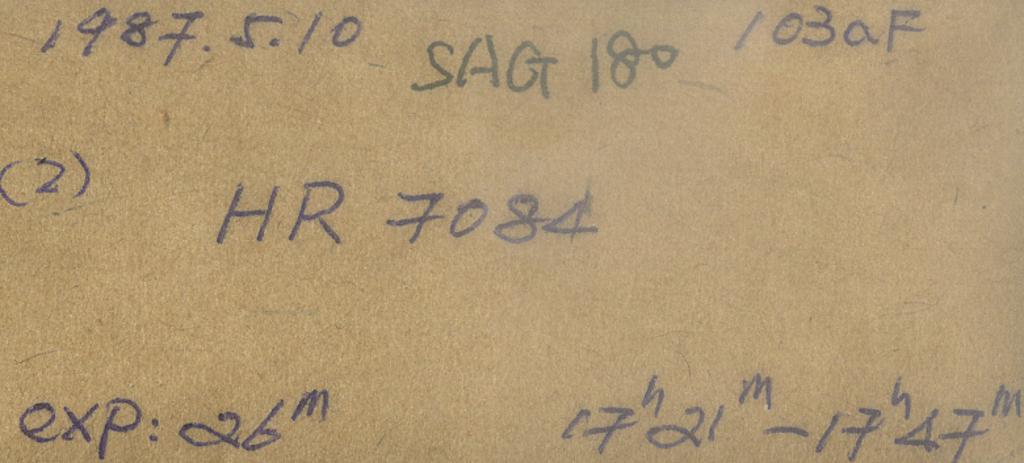 1987.5.10 SAG 180 103aF
(2) HR 7084
exp: 26ᵐ 17ʰ21ᵐ-17ʰ47ᵐ